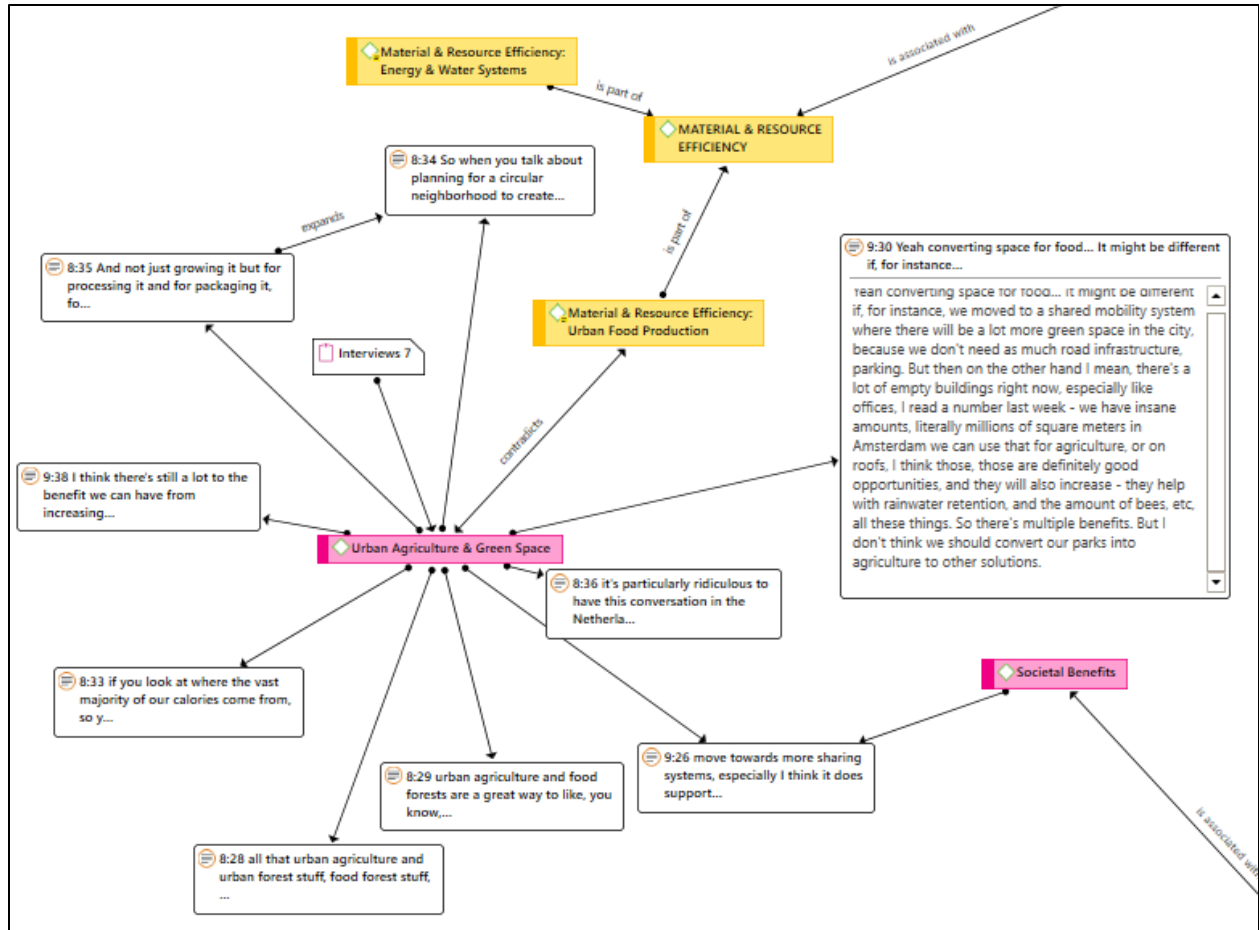 is associated with
Material & Resource Efficiency:
Energy & Water Systems
is part of
MATERIAL & RESOURCE
EFFICIENCY
8:34 So when you talk about
planning for a circular
neighborhood to create...
expands
is part of
8:35 And not just growing it but for
processing it and for packaging it,
fo...
9:30 Yeah converting space for food... It might be different
if, for instance...
Yeah converting space for food... It might be different
if, for instance, we moved to a shared mobility system
where there will be a lot more green space in the city,
because we don't need as much road infrastructure,
parking. But then on the other hand I mean, there's a
lot of empty buildings right now, especially like
offices, I read a number last week - we have insane
amounts, literally millions of square meters in
Amsterdam we can use that for agriculture, or on
roofs, I think those, those are definitely good
opportunities, and they will also increase - they help
with rainwater retention, and the amount of bees, etc,
all these things. So there's multiple benefits. But I
don't think we should convert our parks into
agriculture to other solutions.
Material & Resource Efficiency:
Urban Food Production
Interviews 7
contradicts
9:38 I think there's still a lot to the
benefit we can have from
increasing...
Urban Agriculture & Green Space
8:36 it's particularly ridiculous to
have this conversation in the
Netherla...
8:33 if you look at where the vast
majority of our calories come from,
so y...
Societal Benefits
8:29 urban agriculture and food
forests are a great way to like, you
know,...
9:26 move towards more sharing
systems, especially I think it does
support...
8:28 all that urban agriculture and
urban forest stuff, food forest stuff,
...
is associated with